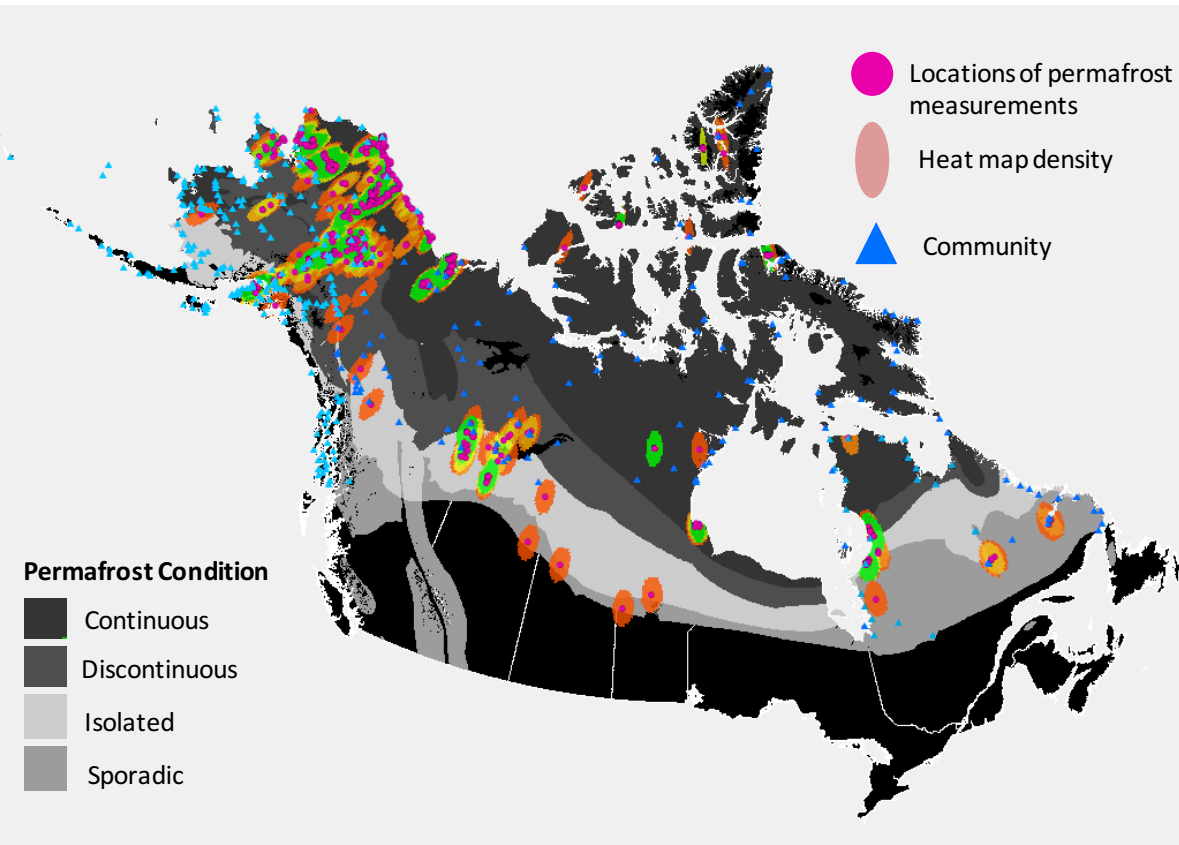 Locations of permafrost
measurements
Heat map density
Community
Permafrost Condition
Continuous
Discontinuous
Isolated
Sporadic